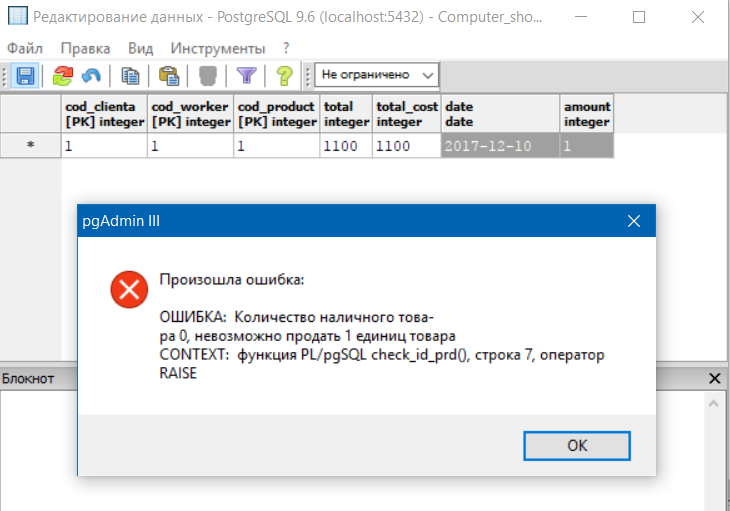 Редактирование данных - PostgreSQL 9.6 (localhost:5432) - Computer_sho...
Файл Правка Вид Инструменты ?
Не ограничено
cod_clienta cod_worker cod_product total total_cost date amount
[PK] integer [PK] integer [PK] integer integer integer date integer
* 1 1 1 1100 1100 2017-12-10 1
pgAdmin III
Произошла ошибка:
ОШИБКА: Количество наличного това-
ра 0, невозможно продать 1 единиц товара
CONTEXT: функция PL/pgSQL check_id_prd(), строка 7, оператор
RAISE
OK
Блокнот